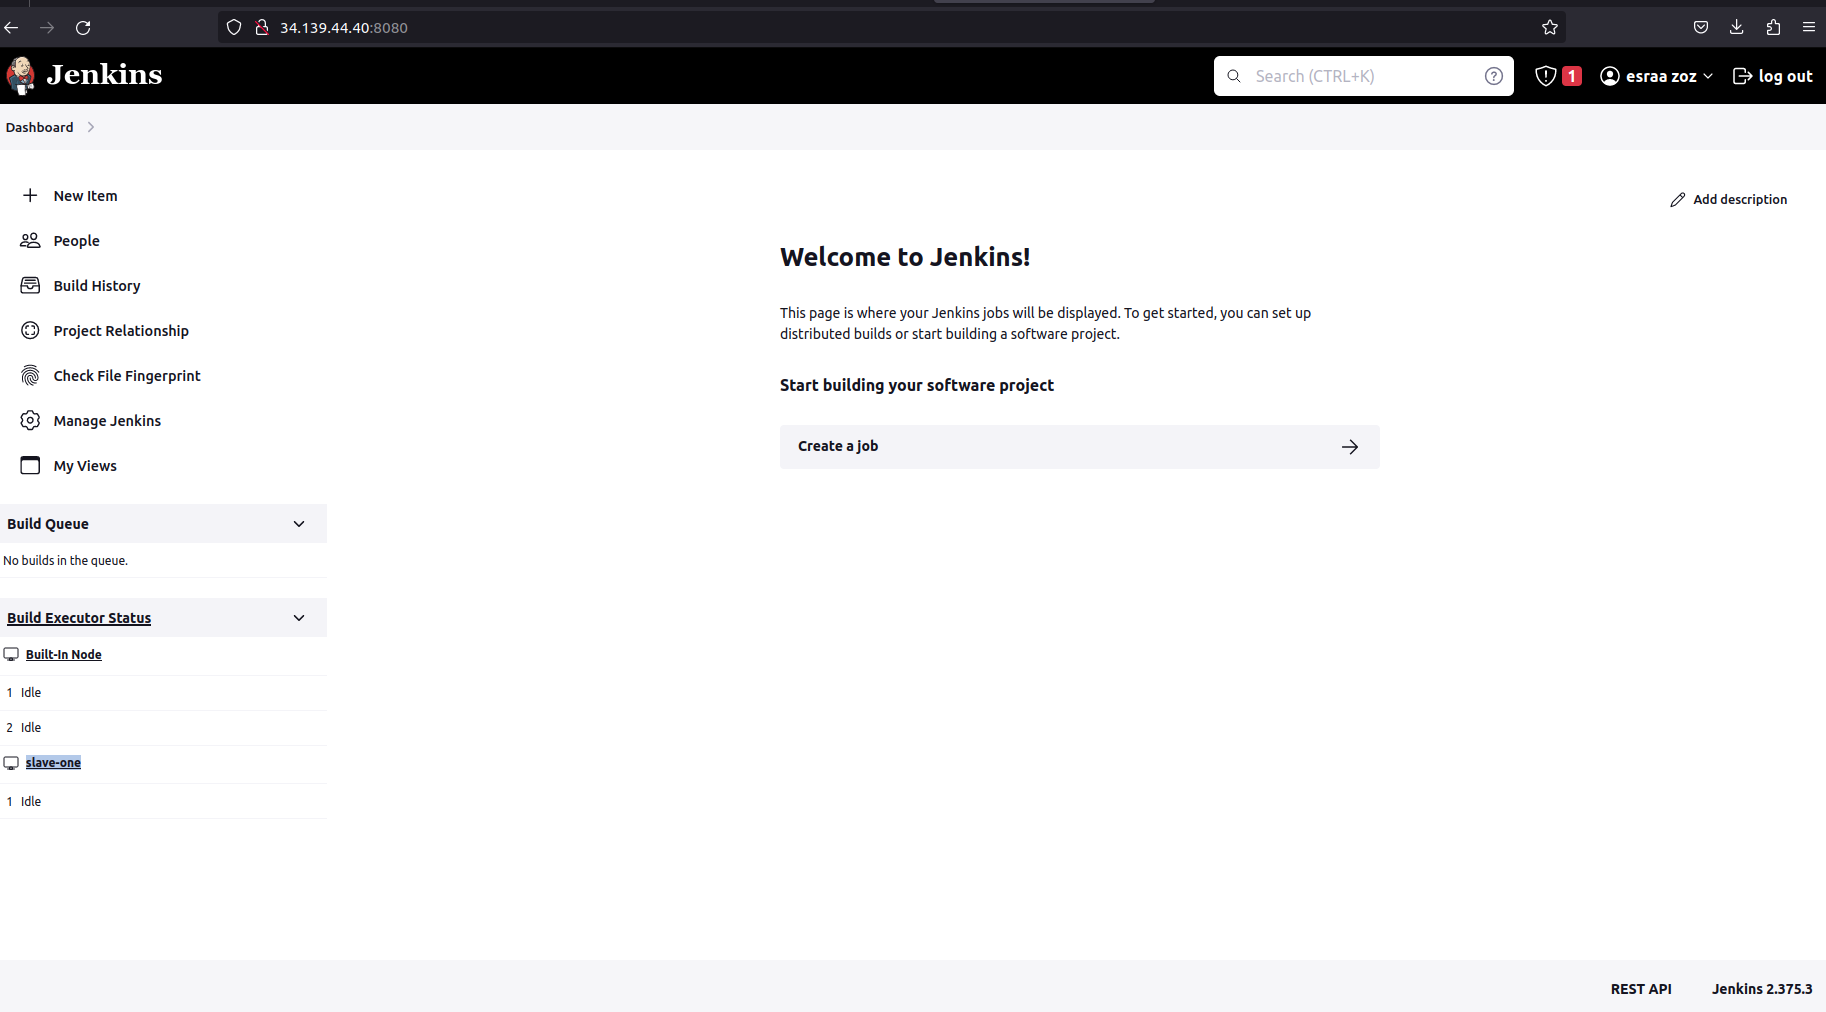 34.139.44.40:8080
Jenkins
Search (CTRL+K)
?
1
esraa zoz
log out
Dashboard
New Item
People
Build History
Project Relationship
Check File Fingerprint
Manage Jenkins
My Views
Add description
Welcome to Jenkins!
This page is where your Jenkins jobs will be displayed. To get started, you can set up
distributed builds or start building a software project.
Start building your software project
Create a job
Build Queue
No builds in the queue.
Build Executor Status
Built-In Node
1 Idle
2 Idle
slave-one
1 Idle
REST API
Jenkins 2.375.3